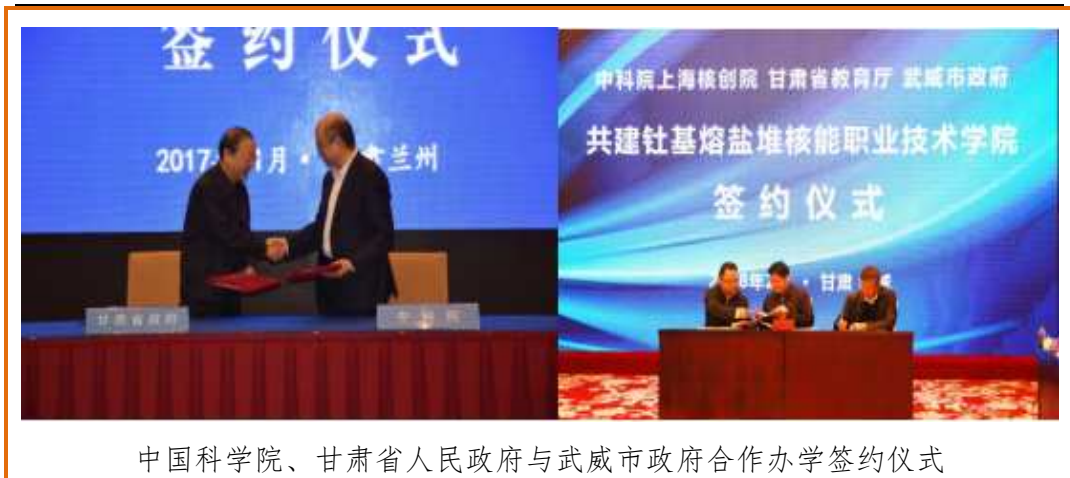 签约仪式
2017
月·
兰州
甘肃省政府
中科院上海核创院 甘肃省教育厅 武威市政府
共建钍基熔盐堆核能职业技术学院
签约仪式
甘肃
中国科学院、甘肃省人民政府与武威市政府合作办学签约仪式